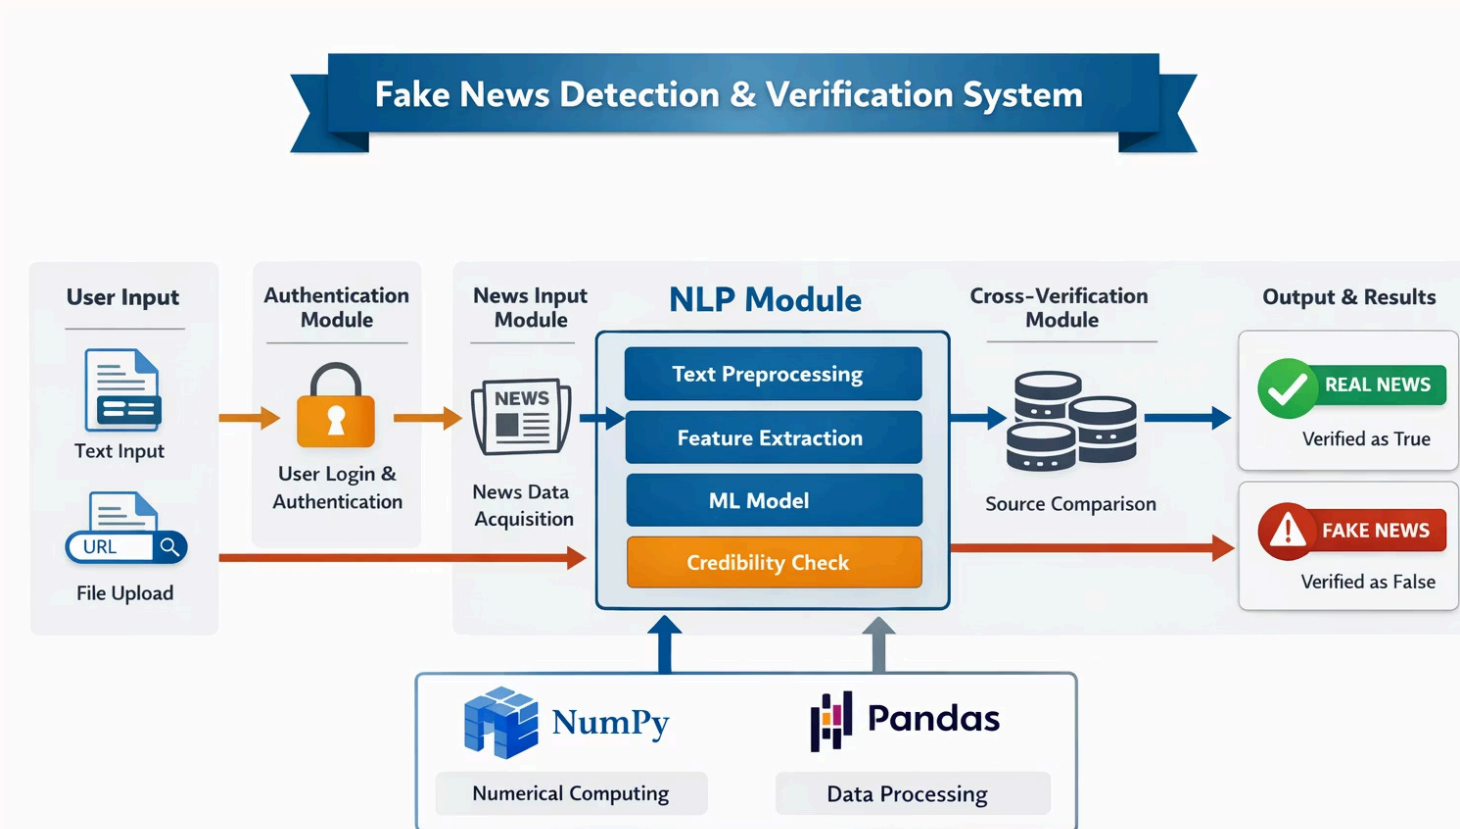 Fake News Detection & Verification System
User Input
Text Input
URL
File Upload
Authentication
Module
User Login &
Authentication
News Input
Module
NEWS
News Data
Acquisition
NLP Module
Text Preprocessing
Feature Extraction
ML Model
Credibility Check
Cross-Verification
Module
Source Comparison
Output & Results
REAL NEWS
Verified as True
FAKE NEWS
Verified as False
NumPy
Numerical Computing
Pandas
Data Processing